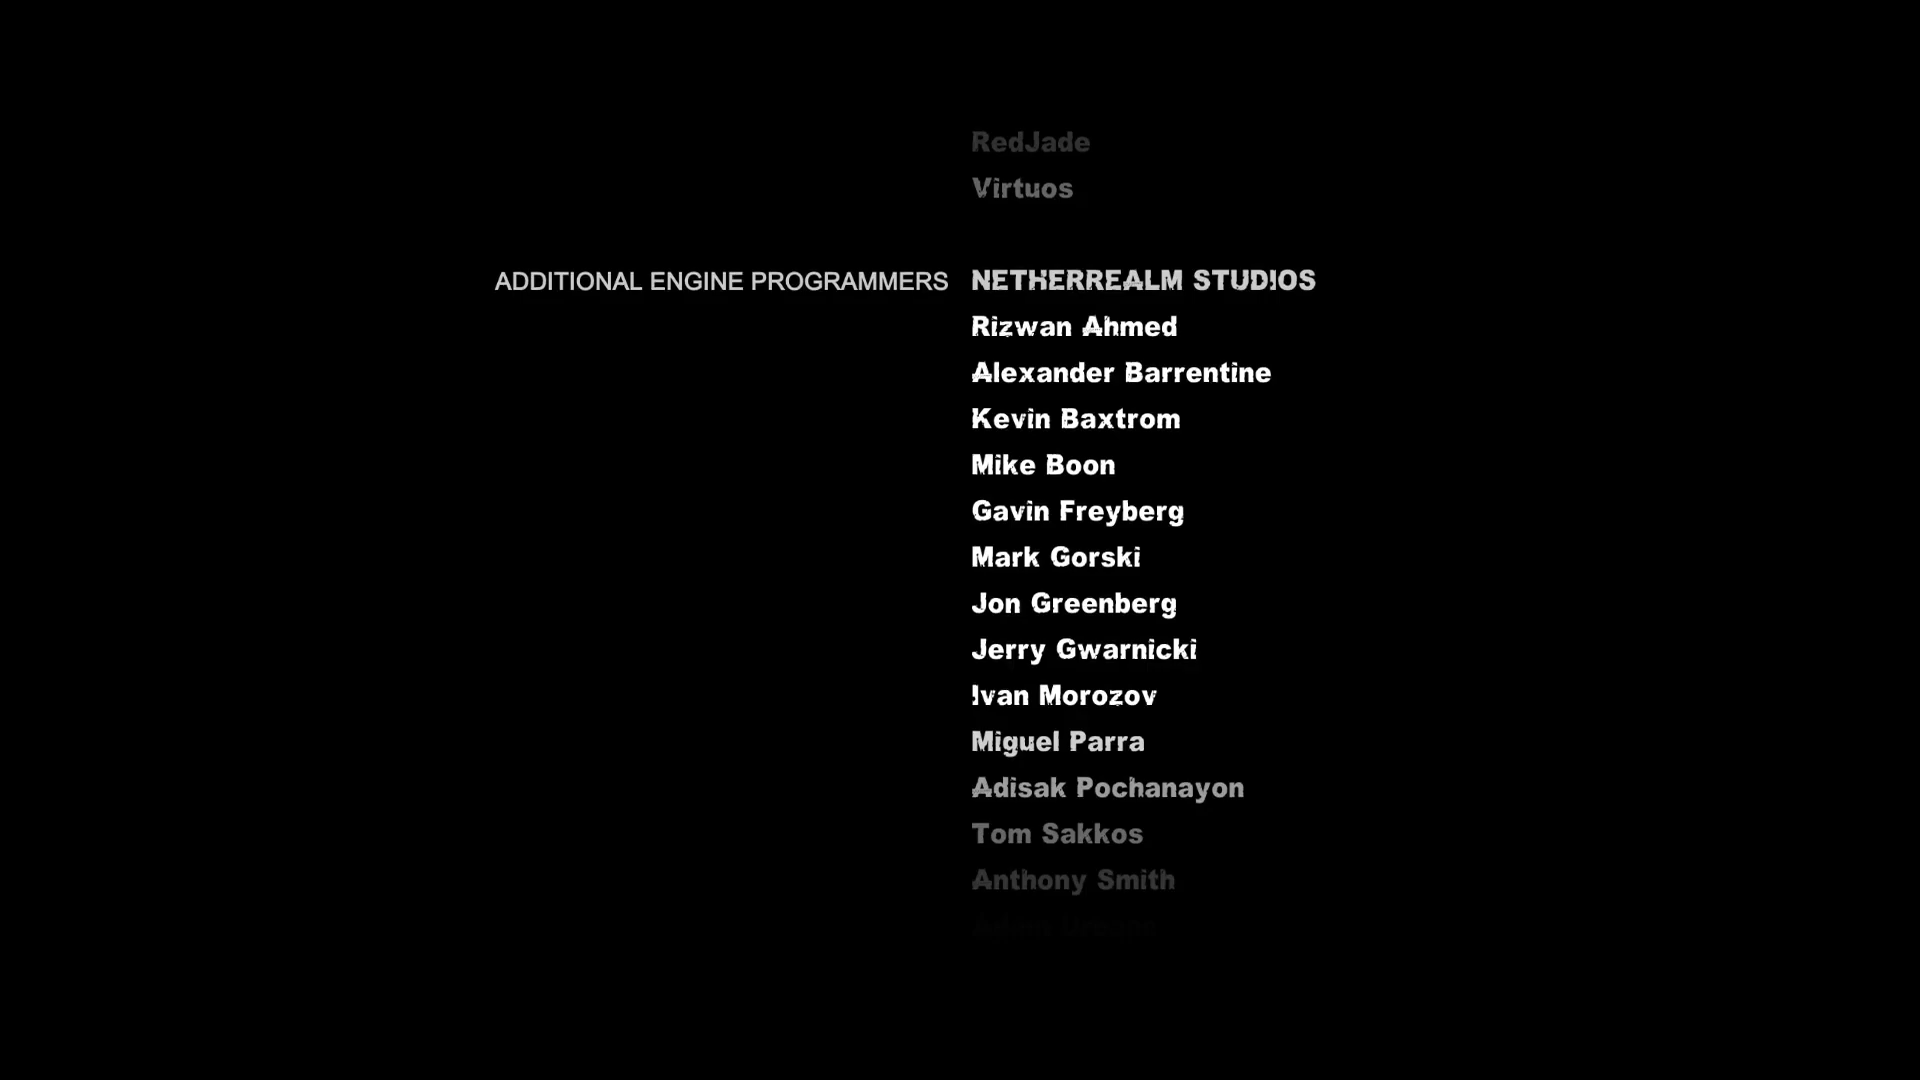 RedJade
Virtuos
ADDITIONAL ENGINE PROGRAMMERS NETHERREALM STUDIOS
Rizwan Ahmed
Alexander Barrentine
Kevin Baxtrom
Mike Boon
Gavin Freyberg
Mark Gorski
Jon Greenberg
Jerry Gwarnicki
Ivan Morozov
Miguel Parra
Adisak Pochanayon
Tom Sakkos
Anthony Smith